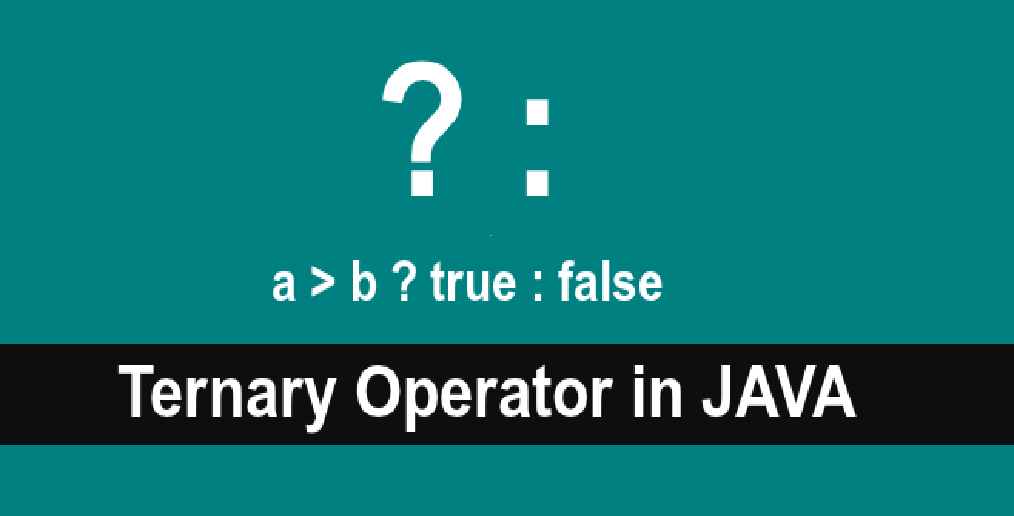 ? :
a > b ? true : false
Ternary Operator in JAVA